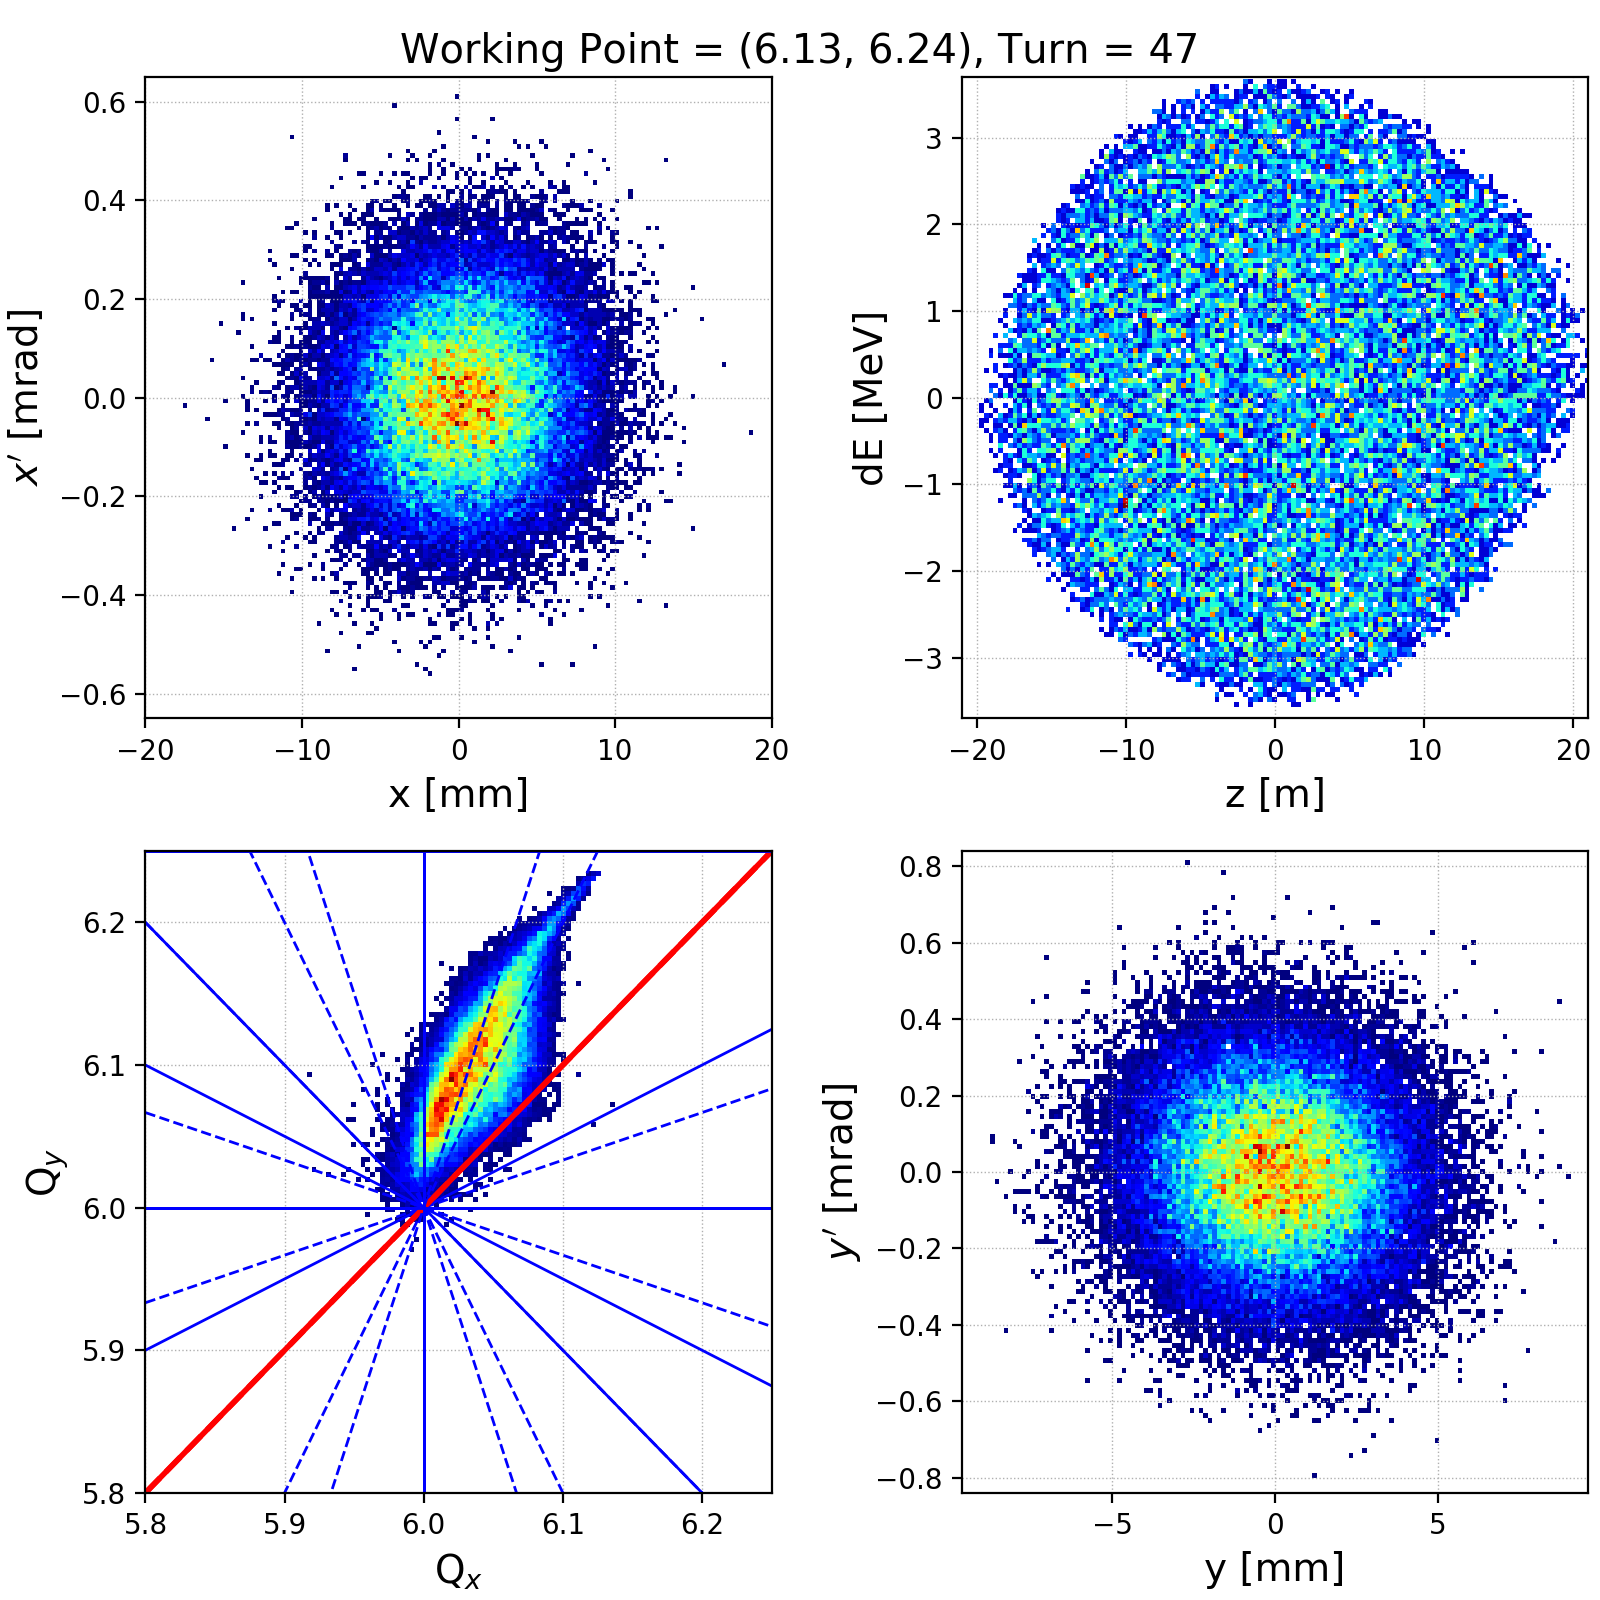 Working Point = (6.13, 6.24), Turn = 47
0.6
0.4
0.2
0.0
−0.2
−0.4
−0.6
x′ [mrad]
−20 −10 0 10 20
x [mm]
3
2
1
0
−1
−2
−3
dE [MeV]
−20 −10 0 10 20
z [m]
6.2
6.1
6.0
5.9
5.8
Qy
5.8 5.9 6.0 6.1 6.2
Qx
0.8
0.6
0.4
0.2
0.0
−0.2
−0.4
−0.6
−0.8
y′ [mrad]
−5 0 5
y [mm]